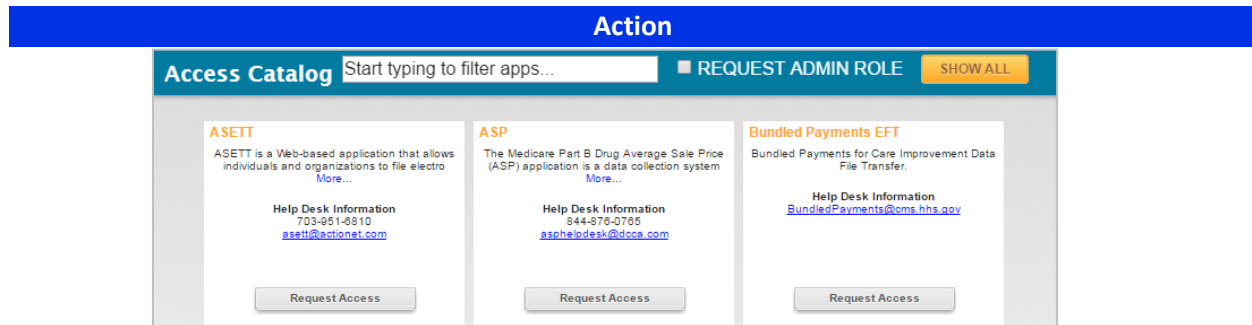 Action
Access Catalog Start typing to filter apps... REQUEST ADMIN ROLE SHOW ALL
ASETT
ASETT is a Web-based application that allows
individuals and organizations to file electro
More...
Help Desk Information
703-951-6810
asett@actionet.com
Request Access
ASP
The Medicare Part B Drug Average Sale Price
(ASP) application is a data collection system
More...
Help Desk Information
844-876-0765
asphelpdesk@dcca.com
Request Access
Bundled Payments EFT
Bundled Payments for Care Improvement Data
File Transfer.
Help Desk Information
BundledPayments@cms.hhs.gov
Request Access